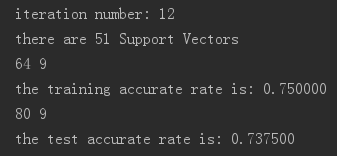 iteration number: 12
there are 51 Support Vectors
64 9
the training accurate rate is: 0.750000
80 9
the test accurate rate is: 0.737500